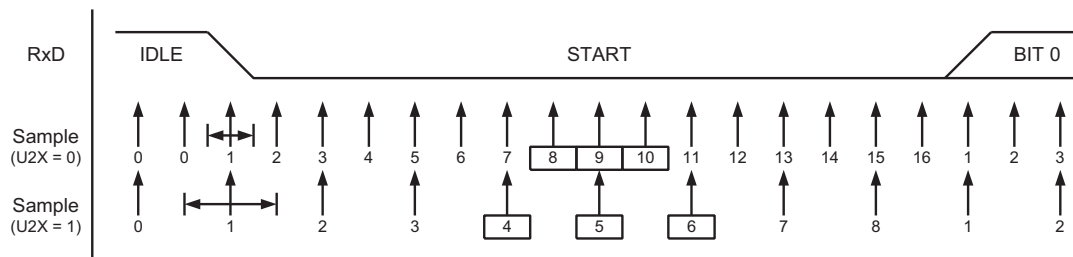 RxD IDLE START BIT 0
Sample
(U2X = 0)
0 0 1 2 3 4 5 6 7 8 9 10 11 12 13 14 15 16 1 2 3
Sample
(U2X = 1)
0 1 2 3 4 5 6 7 8 1 2